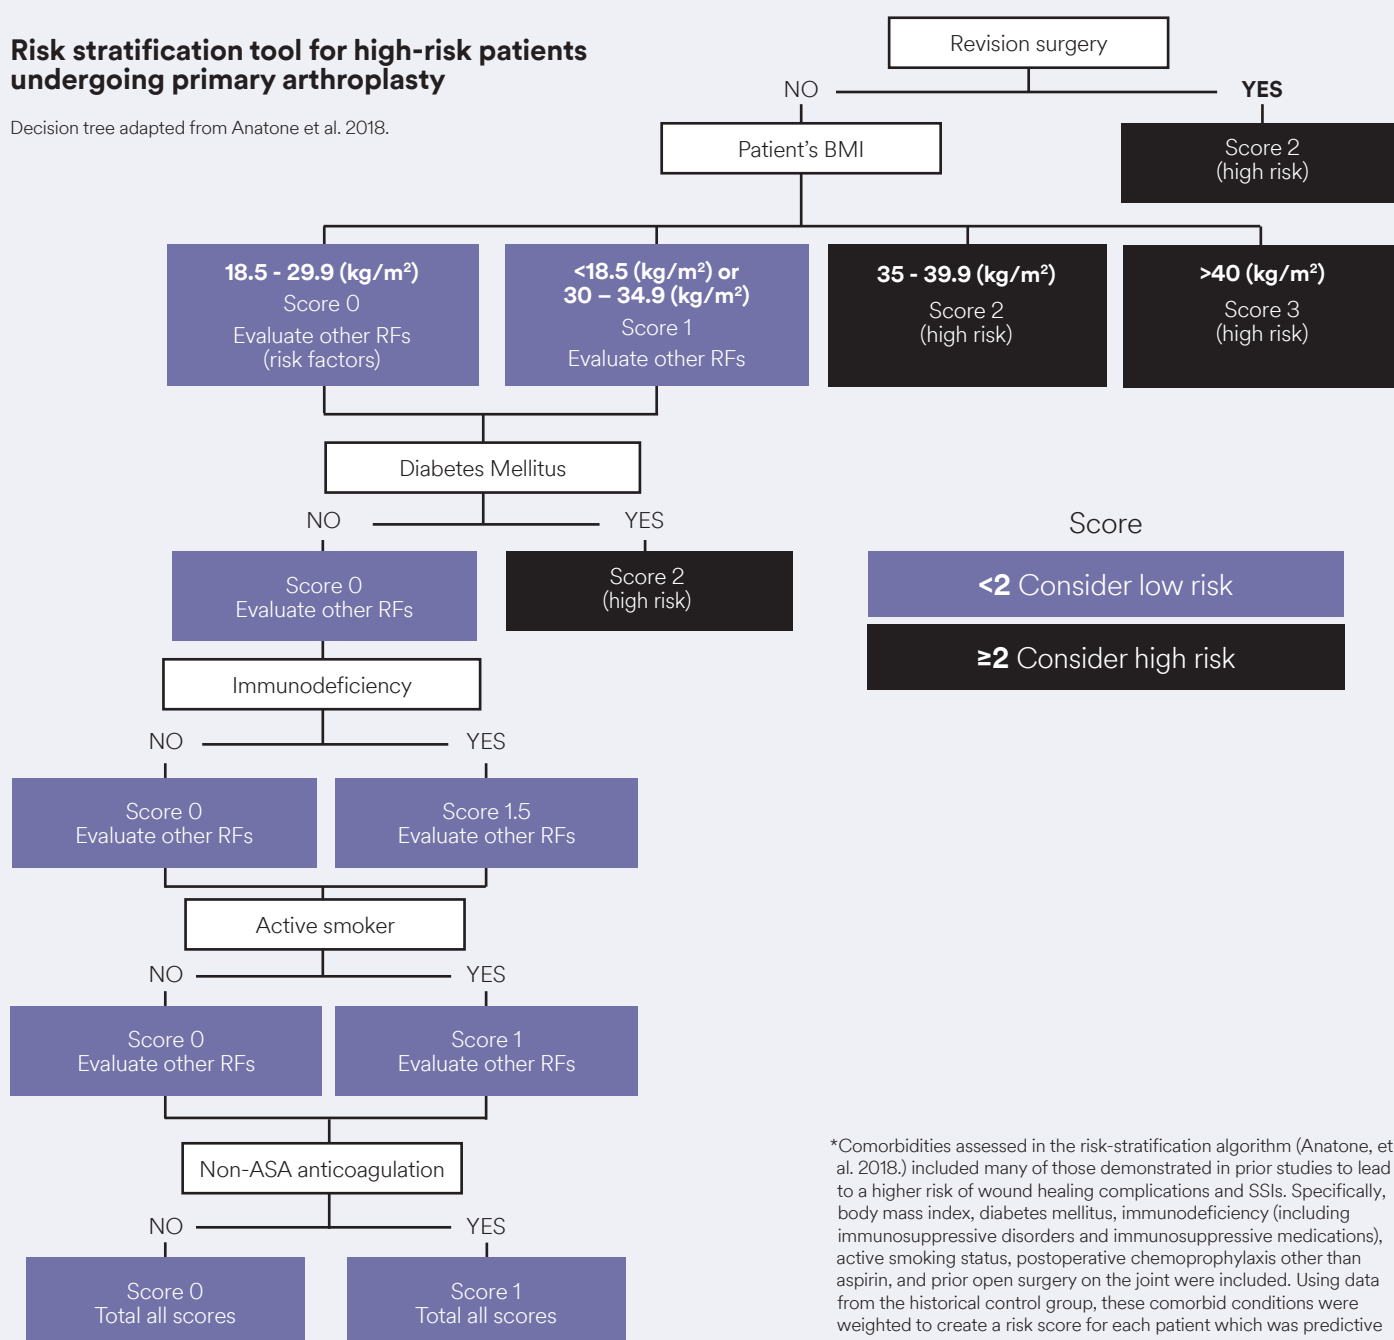 Risk stratification tool for high-risk patients
undergoing primary arthroplasty
Decision tree adapted from Anatone et al. 2018.
Revision surgery
NO
YES
Patient's BMI
Score 2
(high risk)
18.5 - 29.9 (kg/m²)
Score 0
Evaluate other RFs
(risk factors)
<18.5 (kg/m²) or
30 – 34.9 (kg/m²)
Score 1
Evaluate other RFs
35 - 39.9 (kg/m²)
Score 2
(high risk)
>40 (kg/m²)
Score 3
(high risk)
Diabetes Mellitus
NO
YES
Score 0
Evaluate other RFs
Score 2
(high risk)
Score
<2 Consider low risk
≥2 Consider high risk
Immunodeficiency
NO
YES
Score 0
Evaluate other RFs
Score 1.5
Evaluate other RFs
Active smoker
NO
YES
Score 0
Evaluate other RFs
Score 1
Evaluate other RFs
Non-ASA anticoagulation
NO
YES
Score 0
Total all scores
Score 1
Total all scores
*Comorbidities assessed in the risk-stratification algorithm (Anatone, et
al. 2018.) included many of those demonstrated in prior studies to lead
to a higher risk of wound healing complications and SSIs. Specifically,
body mass index, diabetes mellitus, immunodeficiency (including
immunosuppressive disorders and immunosuppressive medications),
active smoking status, postoperative chemoprophylaxis other than
aspirin, and prior open surgery on the joint were included. Using data
from the historical control group, these comorbid conditions were
weighted to create a risk score for each patient which was predictive